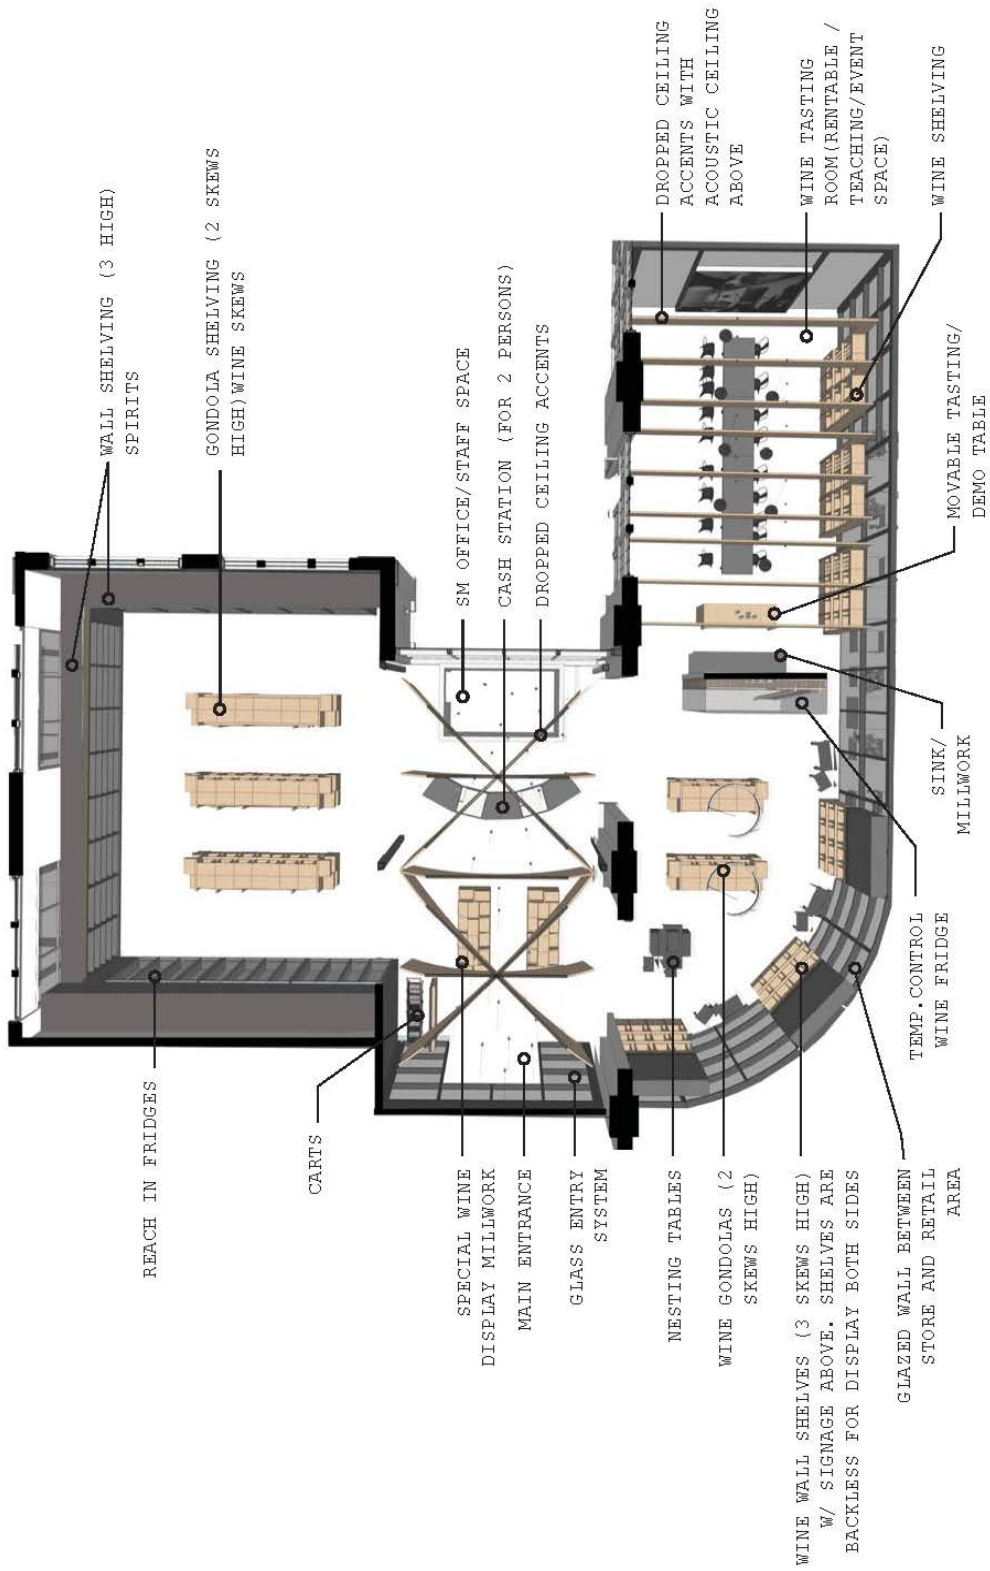 WALL SHELVING (3 HIGH)
SPIRITS
GONDOLA SHELVING (2 SKEWS
HIGH)WINE SKEWS
SM OFFICE/STAFF SPACE
CASH STATION (FOR 2 PERSONS)
DROPPED CEILING ACCENTS
DROPPED CEILING
ACCENTS WITH
ACOUSTIC CEILING
ABOVE
WINE TASTING
ROOM(RENTABLE /
TEACHING/EVENT
SPACE)
WINE SHELVING
MOVABLE TASTING/
DEMO TABLE
SINK/
MILLWORK
TEMP.CONTROL
WINE FRIDGE
REACH IN FRIDGES
CARTS
SPECIAL WINE
DISPLAY MILLWORK
MAIN ENTRANCE
GLASS ENTRY
SYSTEM
NESTING TABLES
WINE GONDOLAS (2
SKEWS HIGH)
WINE WALL SHELVES (3 SKEWS HIGH)
W/ SIGNAGE ABOVE. SHELVES ARE
BACKLESS FOR DISPLAY BOTH SIDES
GLAZED WALL BETWEEN
STORE AND RETAIL
AREA